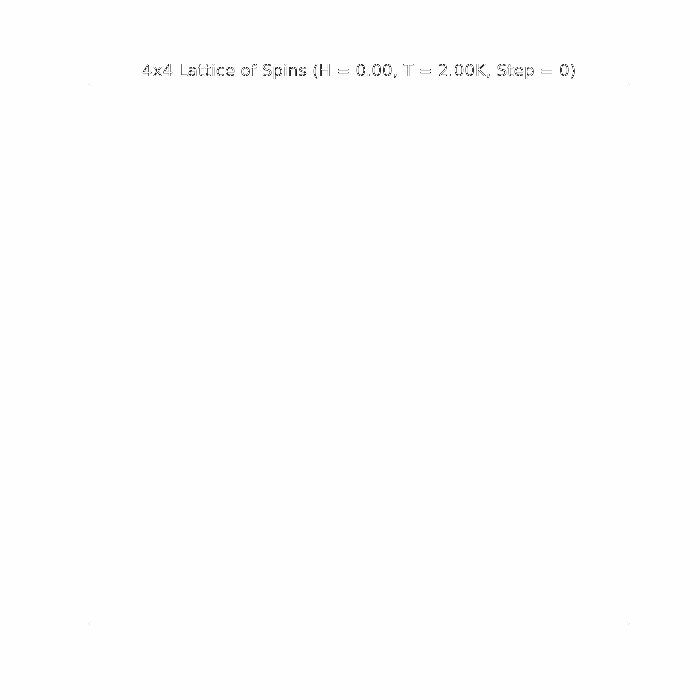 4x4 Lattice of Spins (H = 0.00, T = 2.00K, Step = 0)